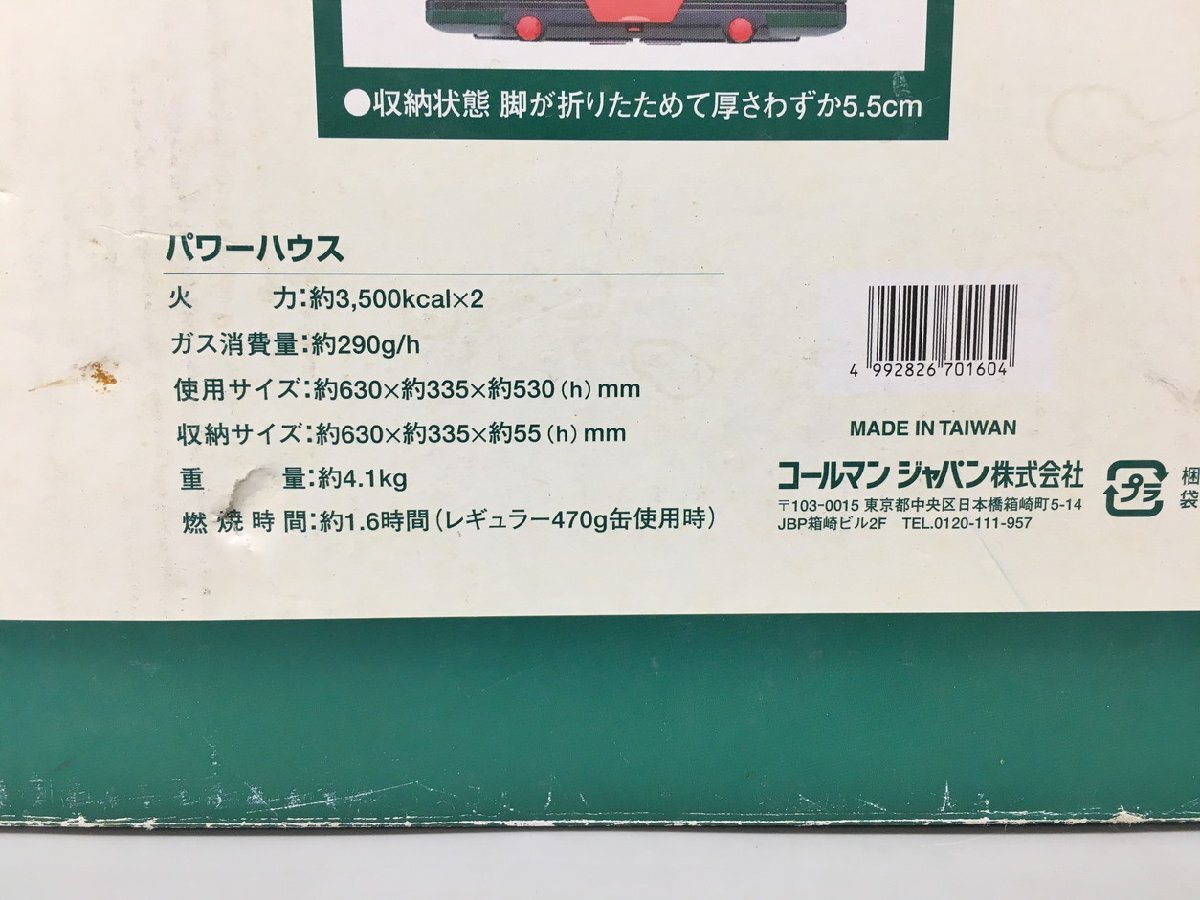 ●収納状態 脚が折りたためて厚さわずか5.5cm
パワーハウス
火力:約3,500kcal×2
ガス消費量:約290g/h
使用サイズ:約630×約335×約530(h)mm
収納サイズ:約630×約335×約55(h)mm
重量:約4.1kg
燃焼時間:約1.6時間(レギュラー470g缶使用時)
4 992826 701604
MADE IN TAIWAN
コールマン ジャパン株式会社
〒103-0015 東京都中央区日本橋箱崎町5-14
JBP箱崎ビル2F TEL.0120-111-957
プラ
梱
袋